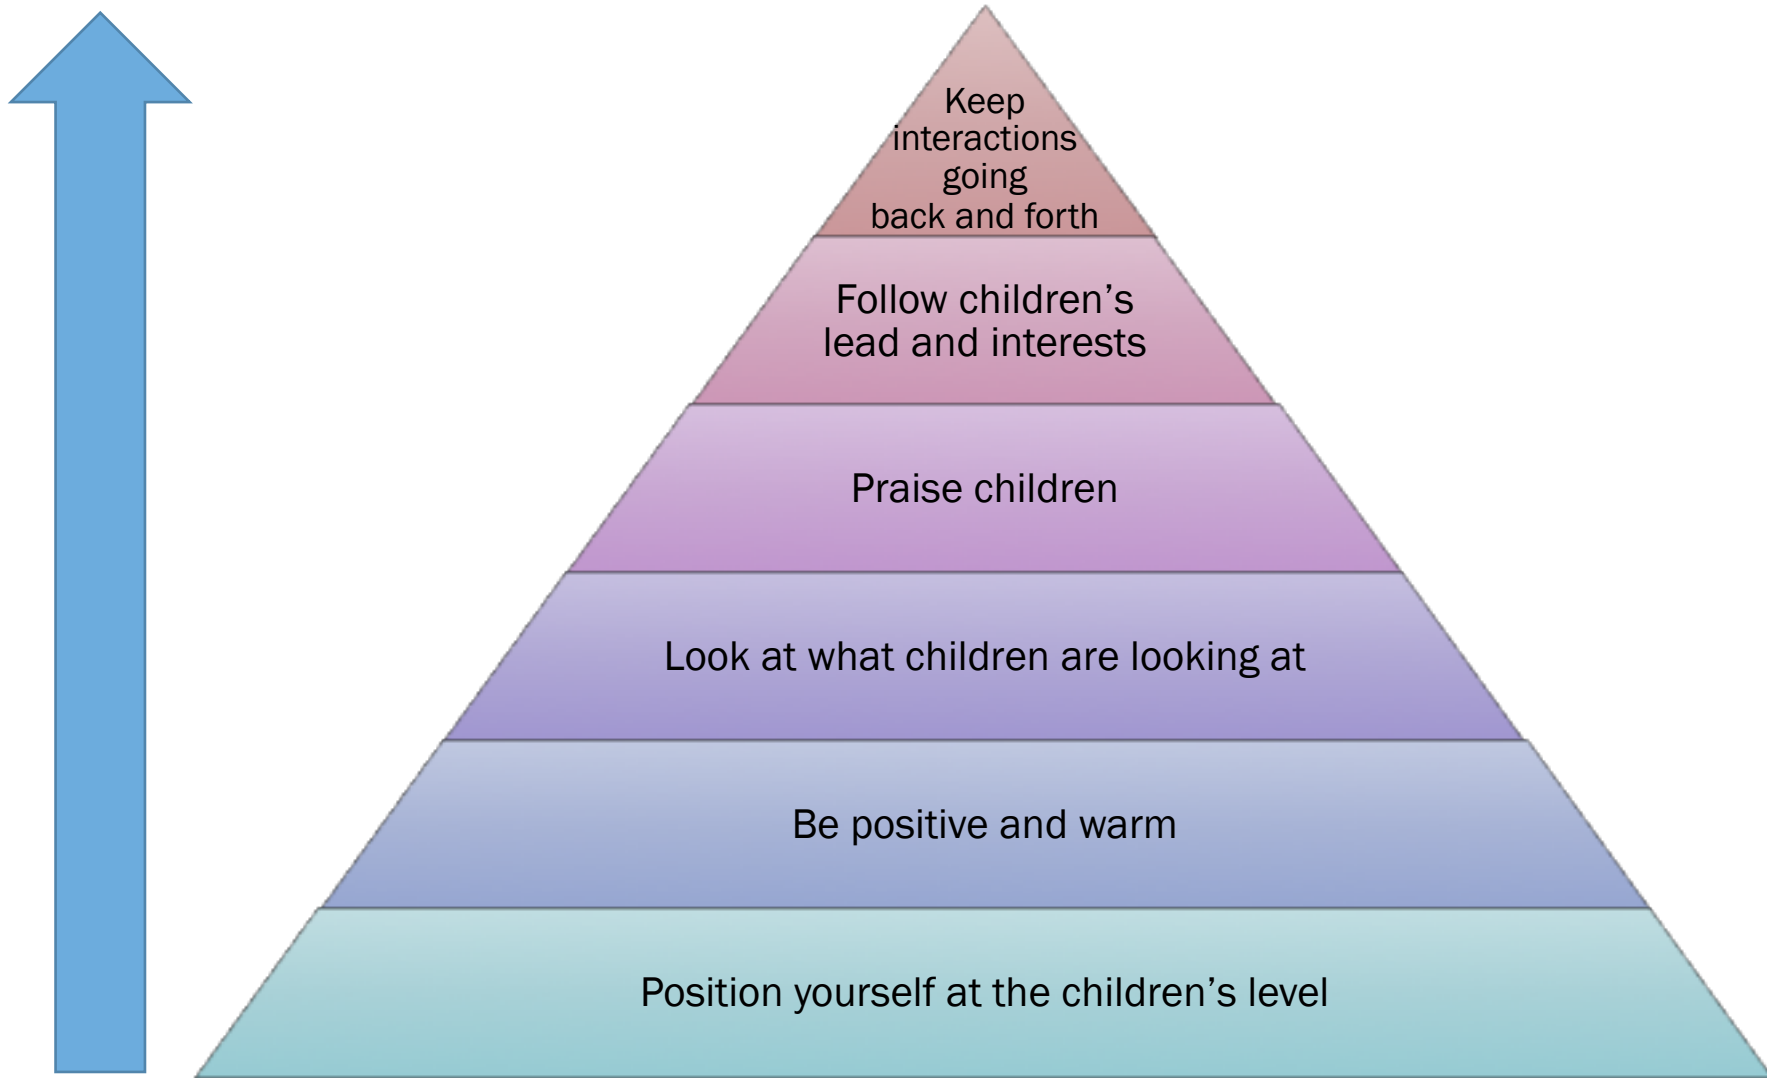 Keep
interactions
going
back and forth
Follow children’s
lead and interests
Praise children
Look at what children are looking at
Be positive and warm
Position yourself at the children’s level